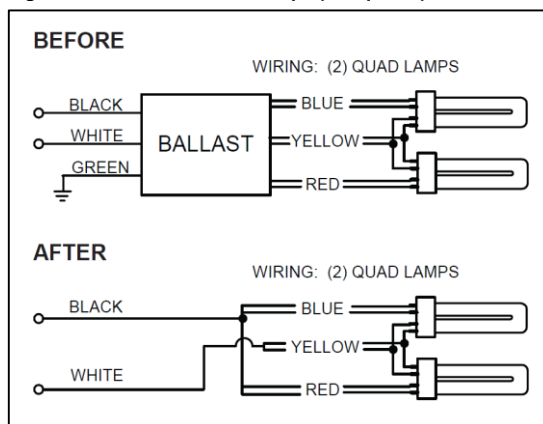 BEFORE
WIRING: (2) QUAD LAMPS
BLACK
BLUE
WHITE
BALLAST
YELLOW
GREEN
RED
AFTER
WIRING: (2) QUAD LAMPS
BLACK
BLUE
YELLOW
WHITE
RED